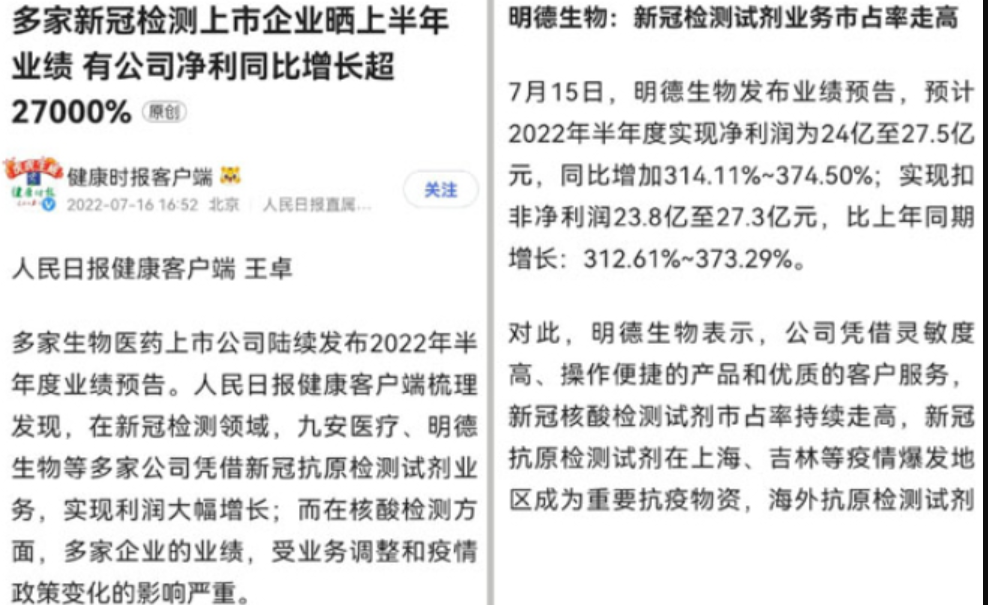 多家新冠检测上市企业晒上半年
业绩 有公司净利同比增长超
27000% 原创
健康时报客户端
2022-07-16 16:52 北京 人民日报直属...
关注
人民日报健康客户端 王卓
多家生物医药上市公司陆续发布2022年半
年度业绩预告。人民日报健康客户端梳理
发现，在新冠检测领域，九安医疗、明德
生物等多家公司凭借新冠抗原检测试剂业
务，实现利润大幅增长；而在核酸检测方
面，多家企业的业绩，受业务调整和疫情
政策变化的影响严重。
明德生物：新冠检测试剂业务市占率走高
7月15日，明德生物发布业绩预告，预计
2022年半年度实现净利润为24亿至27.5亿
元，同比增加314.11%~374.50%；实现扣
非净利润23.8亿至27.3亿元，比上年同期
增长：312.61%~373.29%。
对此，明德生物表示，公司凭借灵敏度
高、操作便捷的产品和优质的客户服务，
新冠核酸检测试剂市占率持续走高，新冠
抗原检测试剂在上海、吉林等疫情爆发地
区成为重要抗疫物资，海外抗原检测试剂